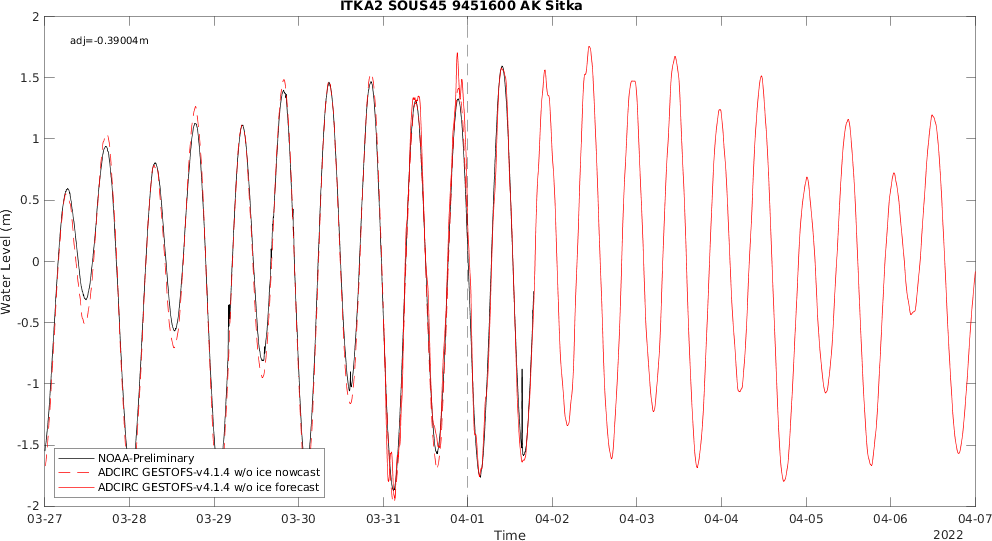 ITKA2 SOUS45 9451600 AK Sitka
adj=-0.39004m
2
1.5
1
0.5
0
-0.5
-1
-1.5
-2
Water Level (m)
NOAA-Preliminary
ADCIRC GESTOFS-v4.1.4 w/o ice nowcast
ADCIRC GESTOFS-v4.1.4 w/o ice forecast
03-27 03-28 03-29 03-30 03-31 04-01 04-02 04-03 04-04 04-05 04-06 04-07
Time
2022